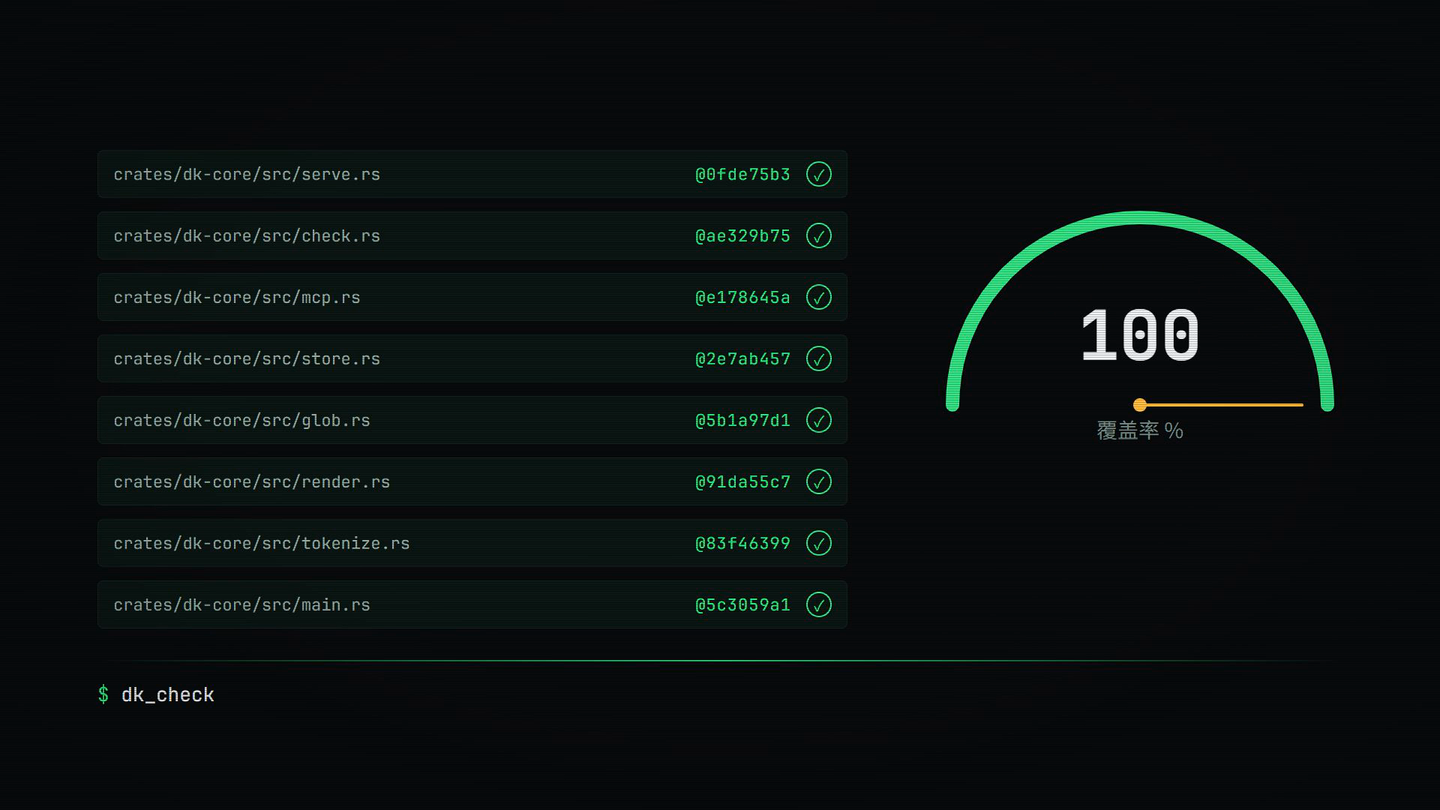 crates/dk-core/src/serve.rs @0fde75b3 ✓
crates/dk-core/src/check.rs @ae329b75 ✓
crates/dk-core/src/mcp.rs @e178645a ✓
crates/dk-core/src/store.rs @2e7ab457 ✓
crates/dk-core/src/glob.rs @5b1a97d1 ✓
crates/dk-core/src/render.rs @91da55c7 ✓
crates/dk-core/src/tokenize.rs @83f46399 ✓
crates/dk-core/src/main.rs @5c3059a1 ✓
100
覆盖率 %
$ dk_check